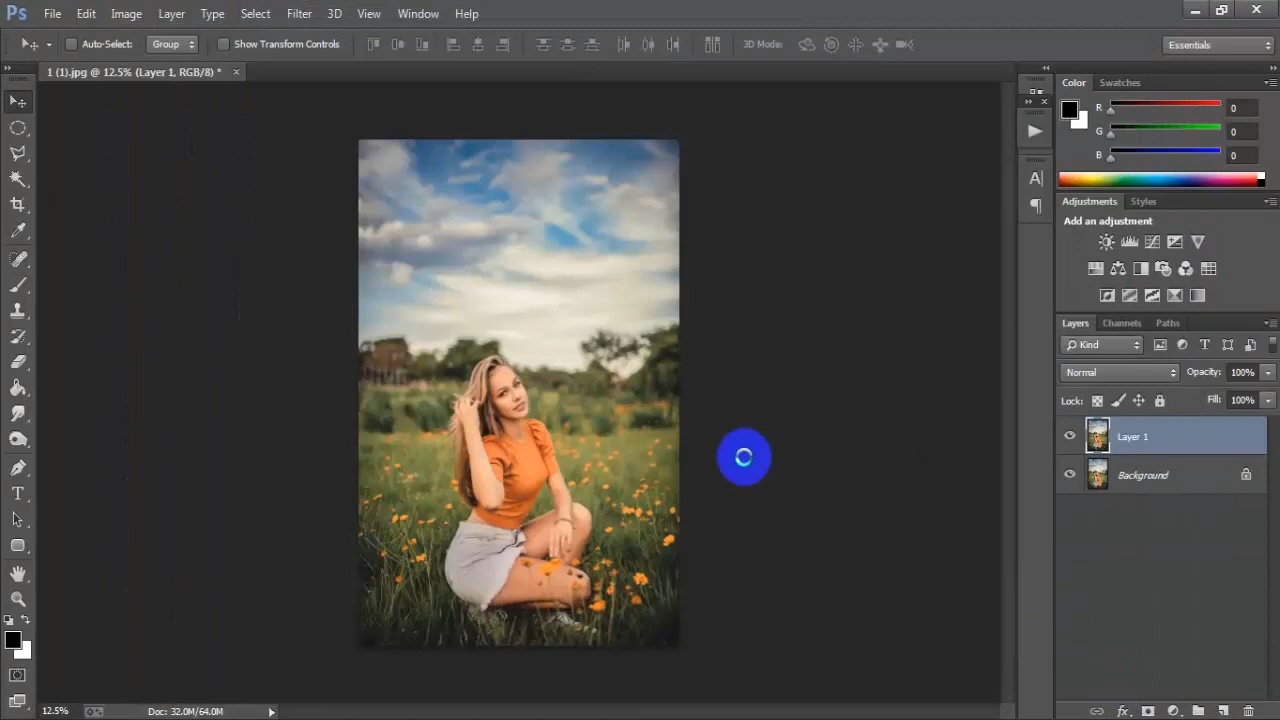 Ps File Edit Image Layer Type Select Filter 3D View Window Help
Auto-Select: Group Show Transform Controls 3D Mode: Essentials
1 (1).jpg @ 12.5% (Layer 1, RGB/8) * ×
Color Swatches
R 0
G 0
B 0
Adjustments Styles
Add an adjustment
Layers Channels Paths
Kind
Normal Opacity: 100%
Lock: Fill: 100%
Layer 1
Background
12.5% Doc: 32.0M/64.0M